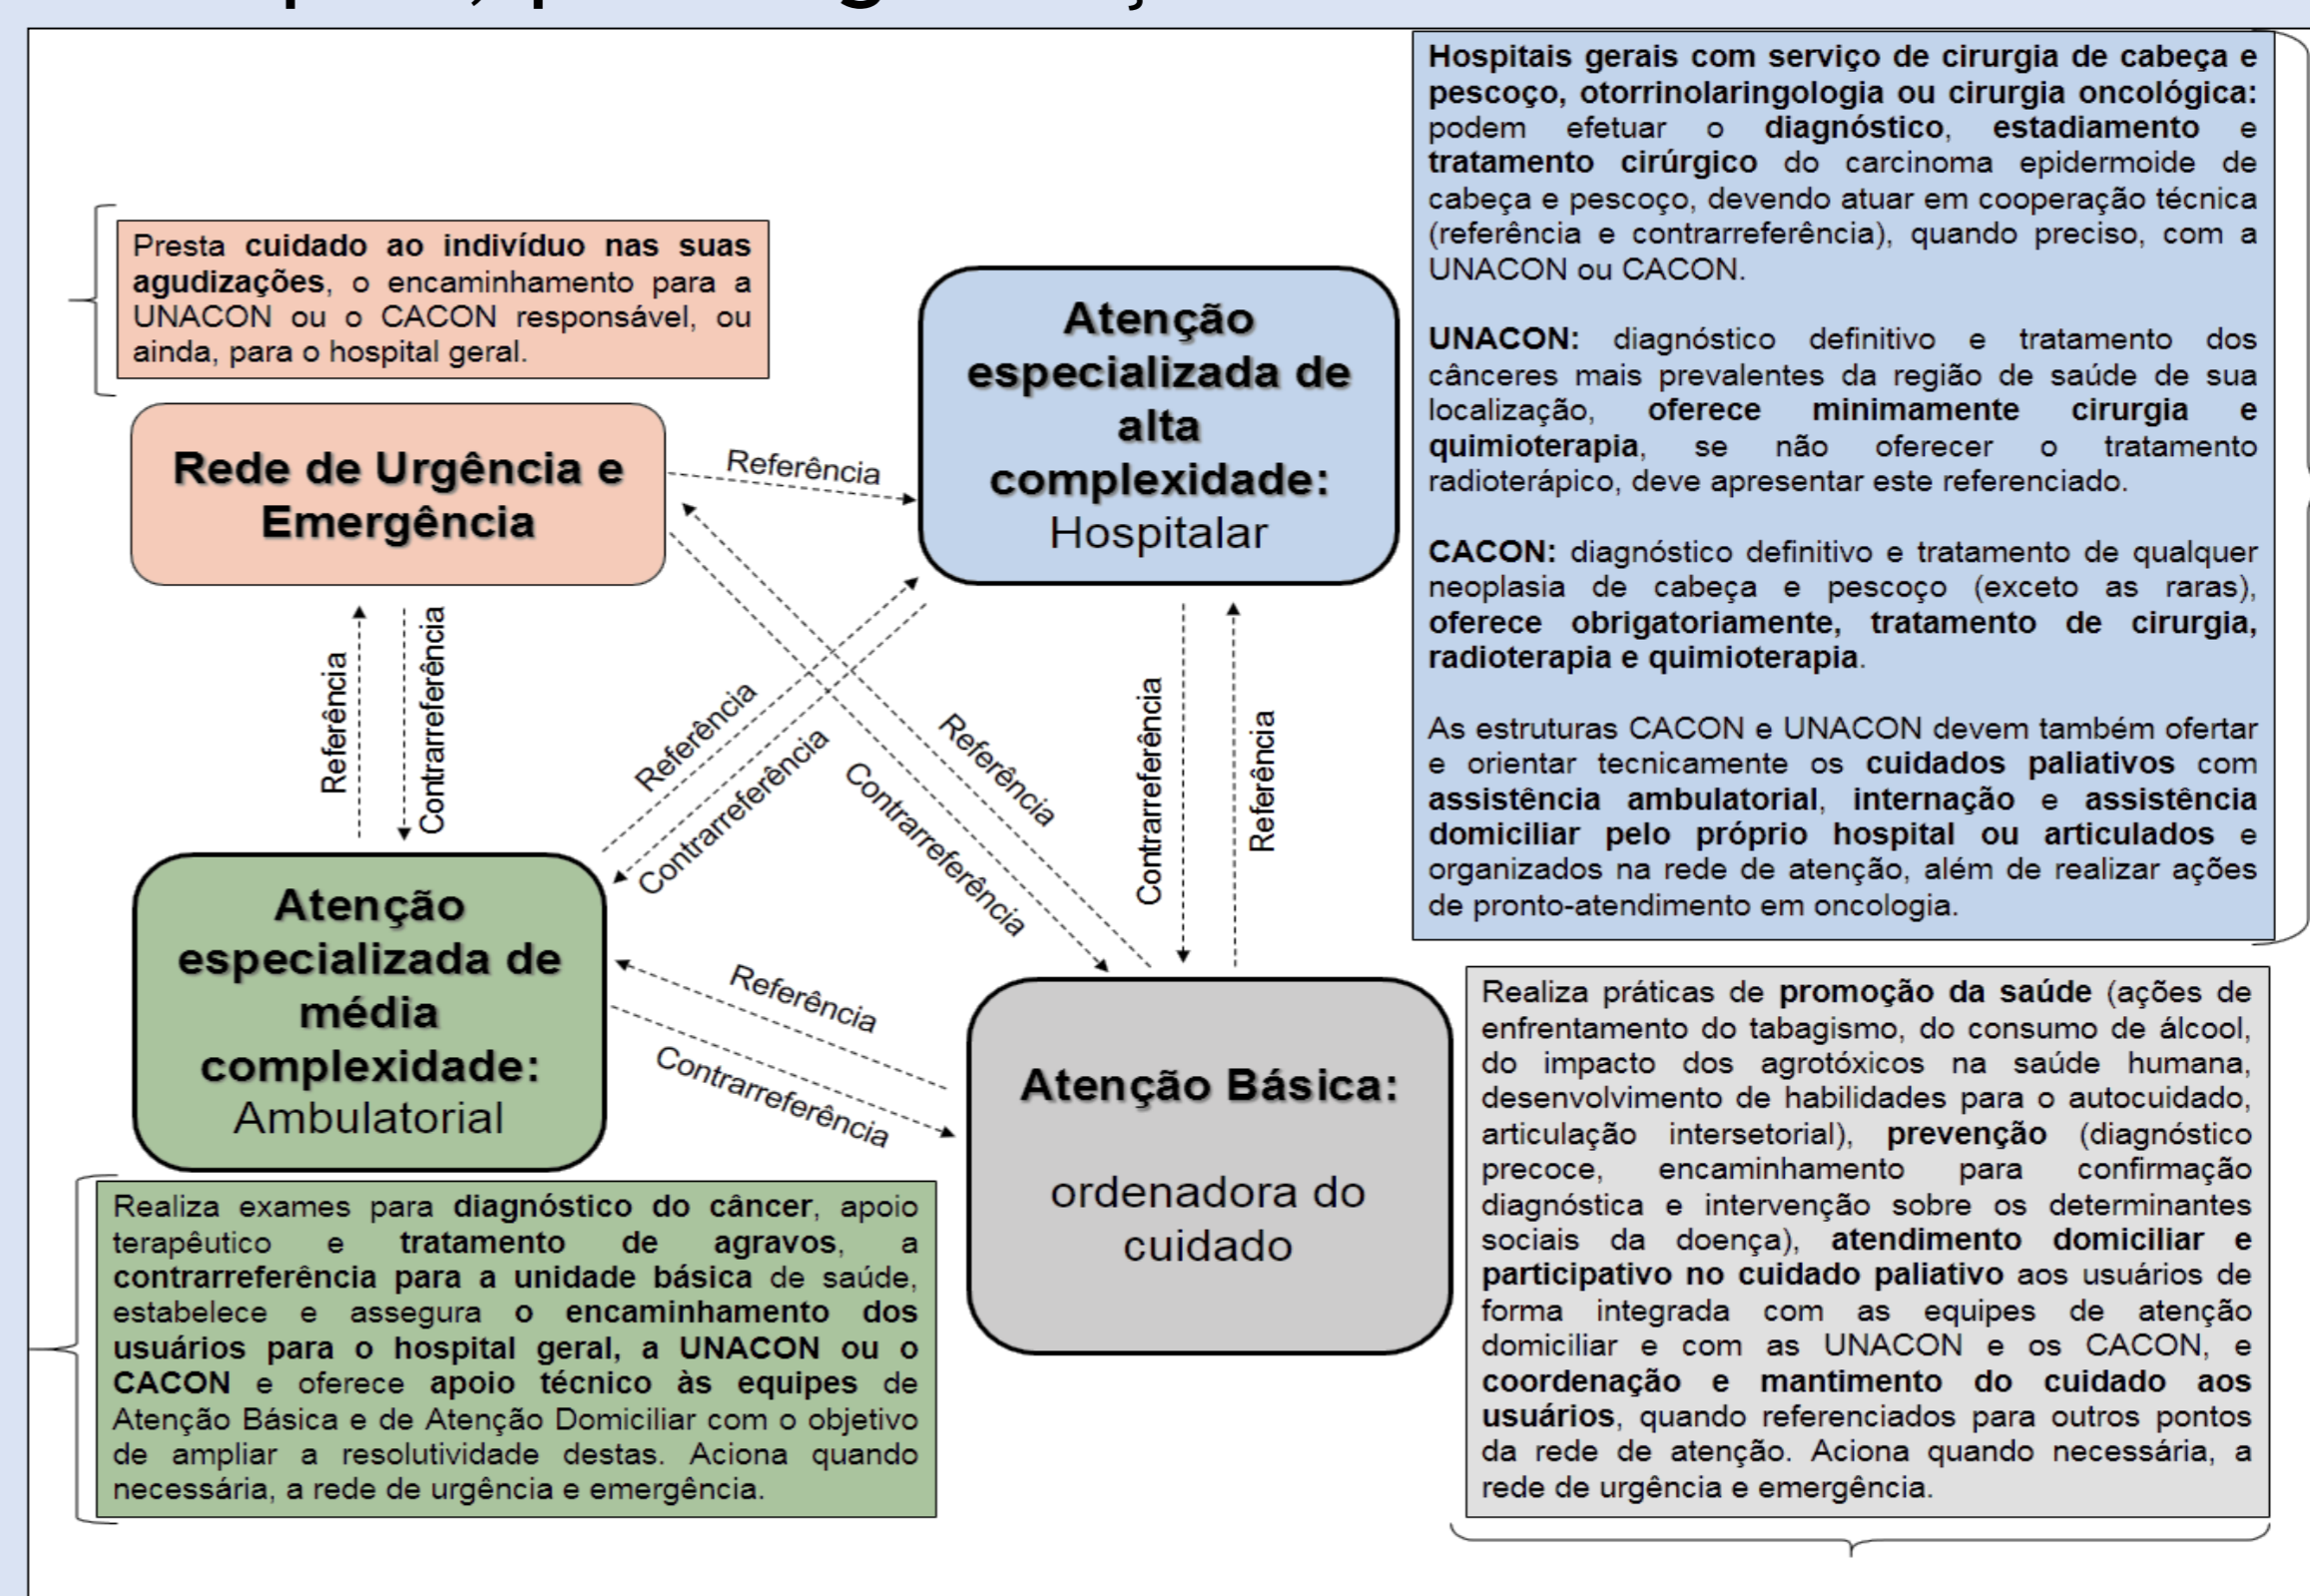 Hospitais gerais com serviço de cirurgia de cabeça e
pescoço, otorrinolaringologia ou cirurgia oncológica:
podem efetuar o diagnóstico, estadiamento e
tratamento cirúrgico do carcinoma epidermoide de
cabeça e pescoço, devendo atuar em cooperação técnica
(referência e contrarreferência), quando preciso, com a
UNACON ou CACON.
UNACON: diagnóstico definitivo e tratamento dos
cânceres mais prevalentes da região de saúde de sua
localização, oferece minimamente cirurgia e
quimioterapia, se não oferecer o tratamento
radioterápico, deve apresentar este referenciado.
CACON: diagnóstico definitivo e tratamento de qualquer
neoplasia de cabeça e pescoço (exceto as raras),
oferece obrigatoriamente, tratamento de cirurgia,
radioterapia e quimioterapia.
As estruturas CACON e UNACON devem também ofertar
e orientar tecnicamente os cuidados paliativos com
assistência ambulatorial, internação e assistência
domiciliar pelo próprio hospital ou articulados e
organizados na rede de atenção, além de realizar ações
de pronto-atendimento em oncologia.
Presta cuidado ao indivíduo nas suas
agudizações, o encaminhamento para a
UNACON ou o CACON responsável, ou
ainda, para o hospital geral.
Rede de Urgência e
Emergência
Referência
Atenção
especializada de
alta
complexidade:
Hospitalar
Referência
Contrarreferência
Referência
Contrarreferência
Referência
Contrarreferência
Contrarreferência
Referência
Atenção
especializada de
média
complexidade:
Ambulatorial
Referência
Contrarreferência
Atenção Básica:
ordenadora do
cuidado
Realiza exames para diagnóstico do câncer, apoio
terapêutico e tratamento de agravos, a
contrarreferência para a unidade básica de saúde,
estabelece e assegura o encaminhamento dos
usuários para o hospital geral, a UNACON ou o
CACON e oferece apoio técnico às equipes de
Atenção Básica e de Atenção Domiciliar com o objetivo
de ampliar a resolutividade destas. Aciona quando
necessária, a rede de urgência e emergência.
Realiza práticas de promoção da saúde (ações de
enfrentamento do tabagismo, do consumo de álcool,
do impacto dos agrotóxicos na saúde humana,
desenvolvimento de habilidades para o autocuidado,
articulação intersetorial), prevenção (diagnóstico
precoce, encaminhamento para confirmação
diagnóstica e intervenção sobre os determinantes
sociais da doença), atendimento domiciliar e
participativo no cuidado paliativo aos usuários de
forma integrada com as equipes de atenção
domiciliar e com as UNACON e os CACON, e
coordenação e mantimento do cuidado aos
usuários, quando referenciados para outros pontos
da rede de atenção. Aciona quando necessária, a
rede de urgência e emergência.